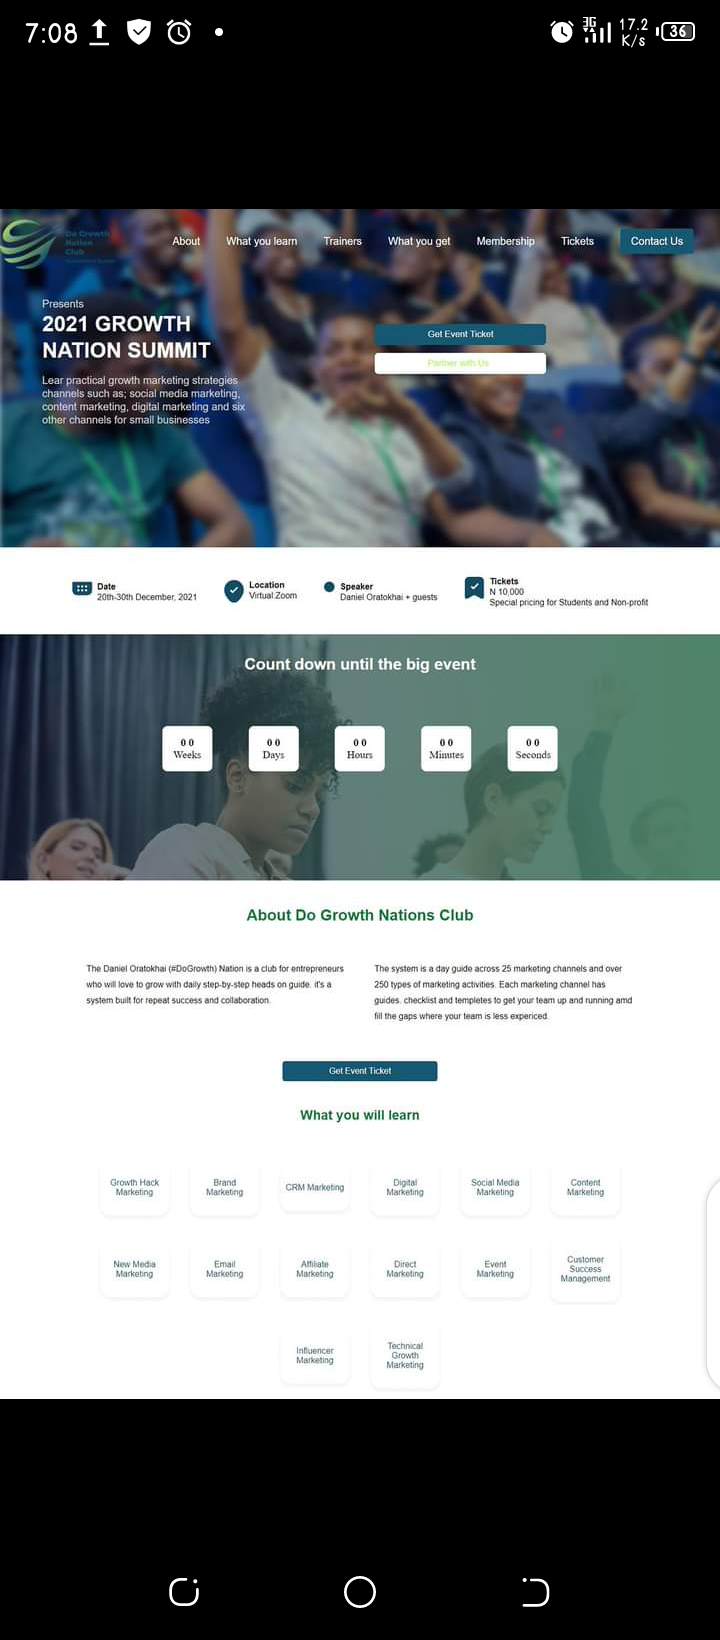 7:08
3G
17.2
K/s
36
Do Growth
Nation
Club
About
What you learn
Trainers
What you get
Membership
Tickets
Contact Us
Presents
2021 GROWTH
NATION SUMMIT
Lear practical growth marketing strategies
channels such as; social media marketing,
content marketing, digital marketing and six
other channels for small businesses
Get Event Ticket
Partner with Us
Date
20th-30th December, 2021
Location
Virtual:Zoom
Speaker
Daniel Oratokhai + guests
Tickets
N 10,000
Special pricing for Students and Non-profit
Count down until the big event
0 0
Weeks
0 0
Days
0 0
Hours
0 0
Minutes
0 0
Seconds
About Do Growth Nations Club
The Daniel Oratokhai (#DoGrowth) Nation is a club for entrepreneurs
who will love to grow with daily step-by-step heads on guide. it's a
system built for repeat success and collaboration.
The system is a day guide across 25 marketing channels and over
250 types of marketing activities. Each marketing channel has
guides. checklist and templetes to get your team up and running amd
fill the gaps where your team is less expericed.
Get Event Ticket
What you will learn
Growth Hack
Marketing
Brand
Marketing
CRM Marketing
Digital
Marketing
Social Media
Marketing
Content
Marketing
New Media
Marketing
Email
Marketing
Affiliate
Marketing
Direct
Marketing
Event
Marketing
Customer
Success
Management
Influencer
Marketing
Technical
Growth
Marketing